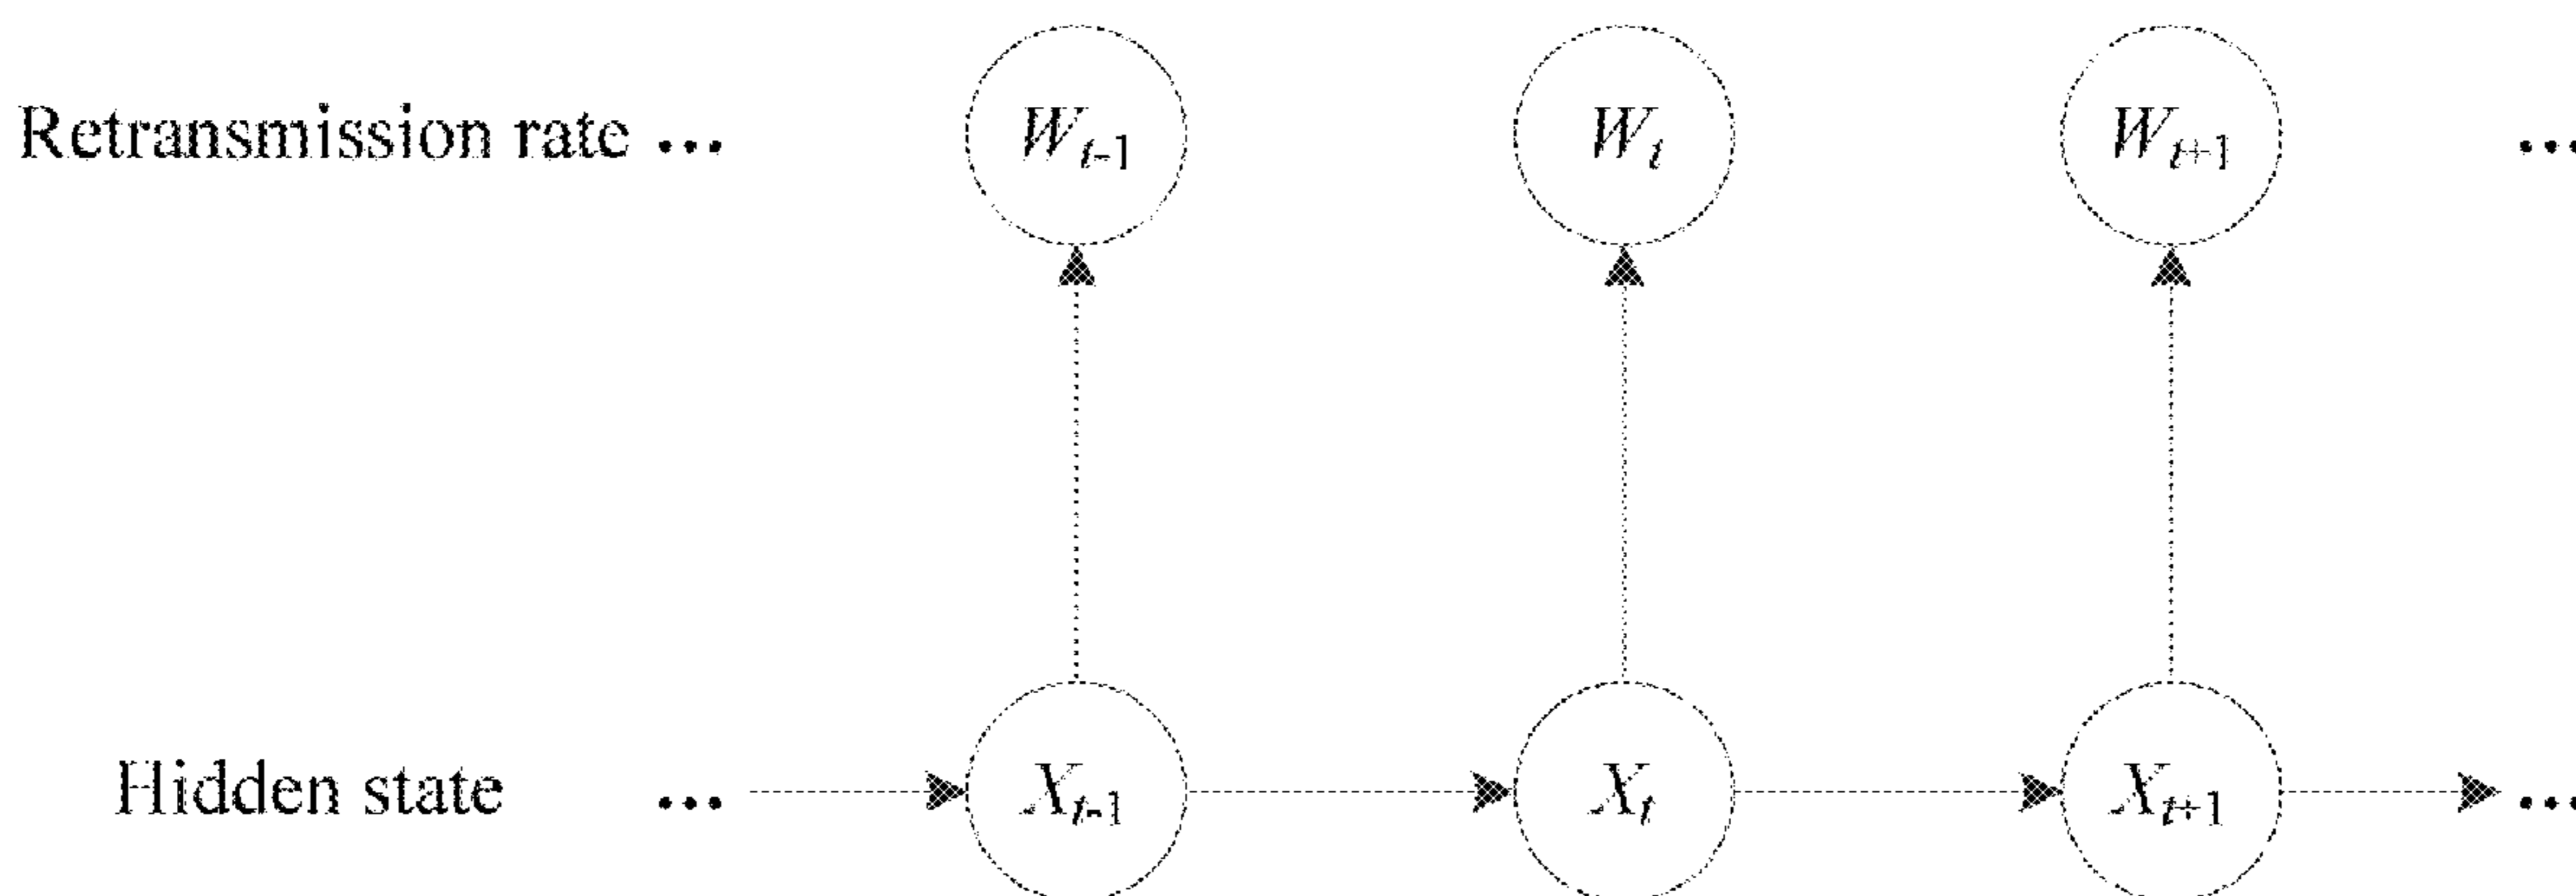 Retransmission rate ... W_{t-1} W_t W_{t+1} ...
Hidden state ... X_{t-1} X_t X_{t+1} ...